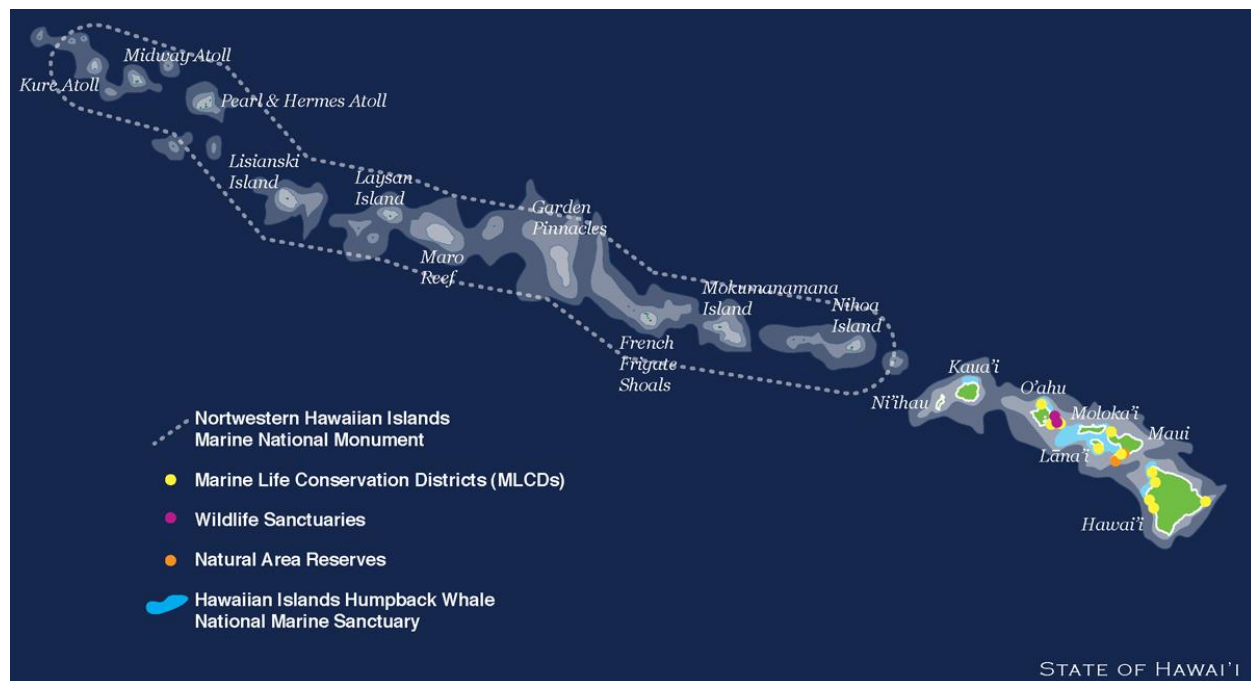 Midway Atoll
Kure Atoll
Pearl & Hermes Atoll
Lisianski
Island
Laysan
Island
Garden
Pinnacles
Maro
Reef
Mokumanamana
Island
Nihoa
Island
French
Frigate
Shoals
Kaua'i
Ni'ihau
O'ahu
Moloka'i
Maui
Lāna'i
Hawai'i
Nortwestern Hawaiian Islands
Marine National Monument
Marine Life Conservation Districts (MLCDs)
Wildlife Sanctuaries
Natural Area Reserves
Hawaiian Islands Humpback Whale
National Marine Sanctuary
STATE OF HAWAI'I